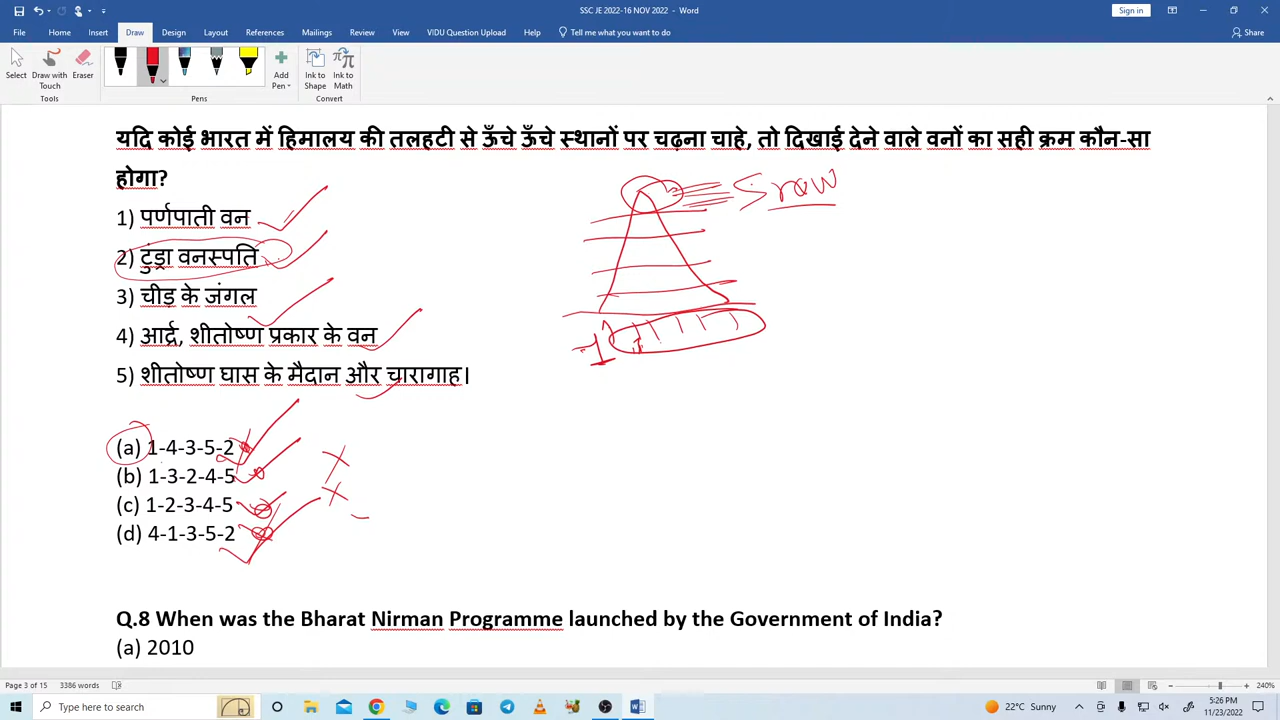 SSC JE 2022-16 NOV 2022 - Word
Sign in
File Home Insert Draw Design Layout References Mailings Review View VIDU Question Upload Help Tell me what you want to do Share
Select Draw with Touch Eraser Add Pen Ink to Shape Ink to Math
Tools Pens Convert
यदि कोई भारत में हिमालय की तलहटी से ऊँचे ऊँचे स्थानों पर चढ़ना चाहे, तो दिखाई देने वाले वनों का सही क्रम कौन-सा
होगा?
1) पर्णपाती वन
2) टुंड्रा वनस्पति
3) चीड़ के जंगल
4) आर्द्र, शीतोष्ण प्रकार के वन
5) शीतोष्ण घास के मैदान और चारागाह।
(a) 1-4-3-5-2
(b) 1-3-2-4-5
(c) 1-2-3-4-5
(d) 4-1-3-5-2
Q.8 When was the Bharat Nirman Programme launched by the Government of India?
(a) 2010
Page 3 of 15 3386 words 240%
Type here to search 22°C Sunny 5:26 PM
11/23/2022